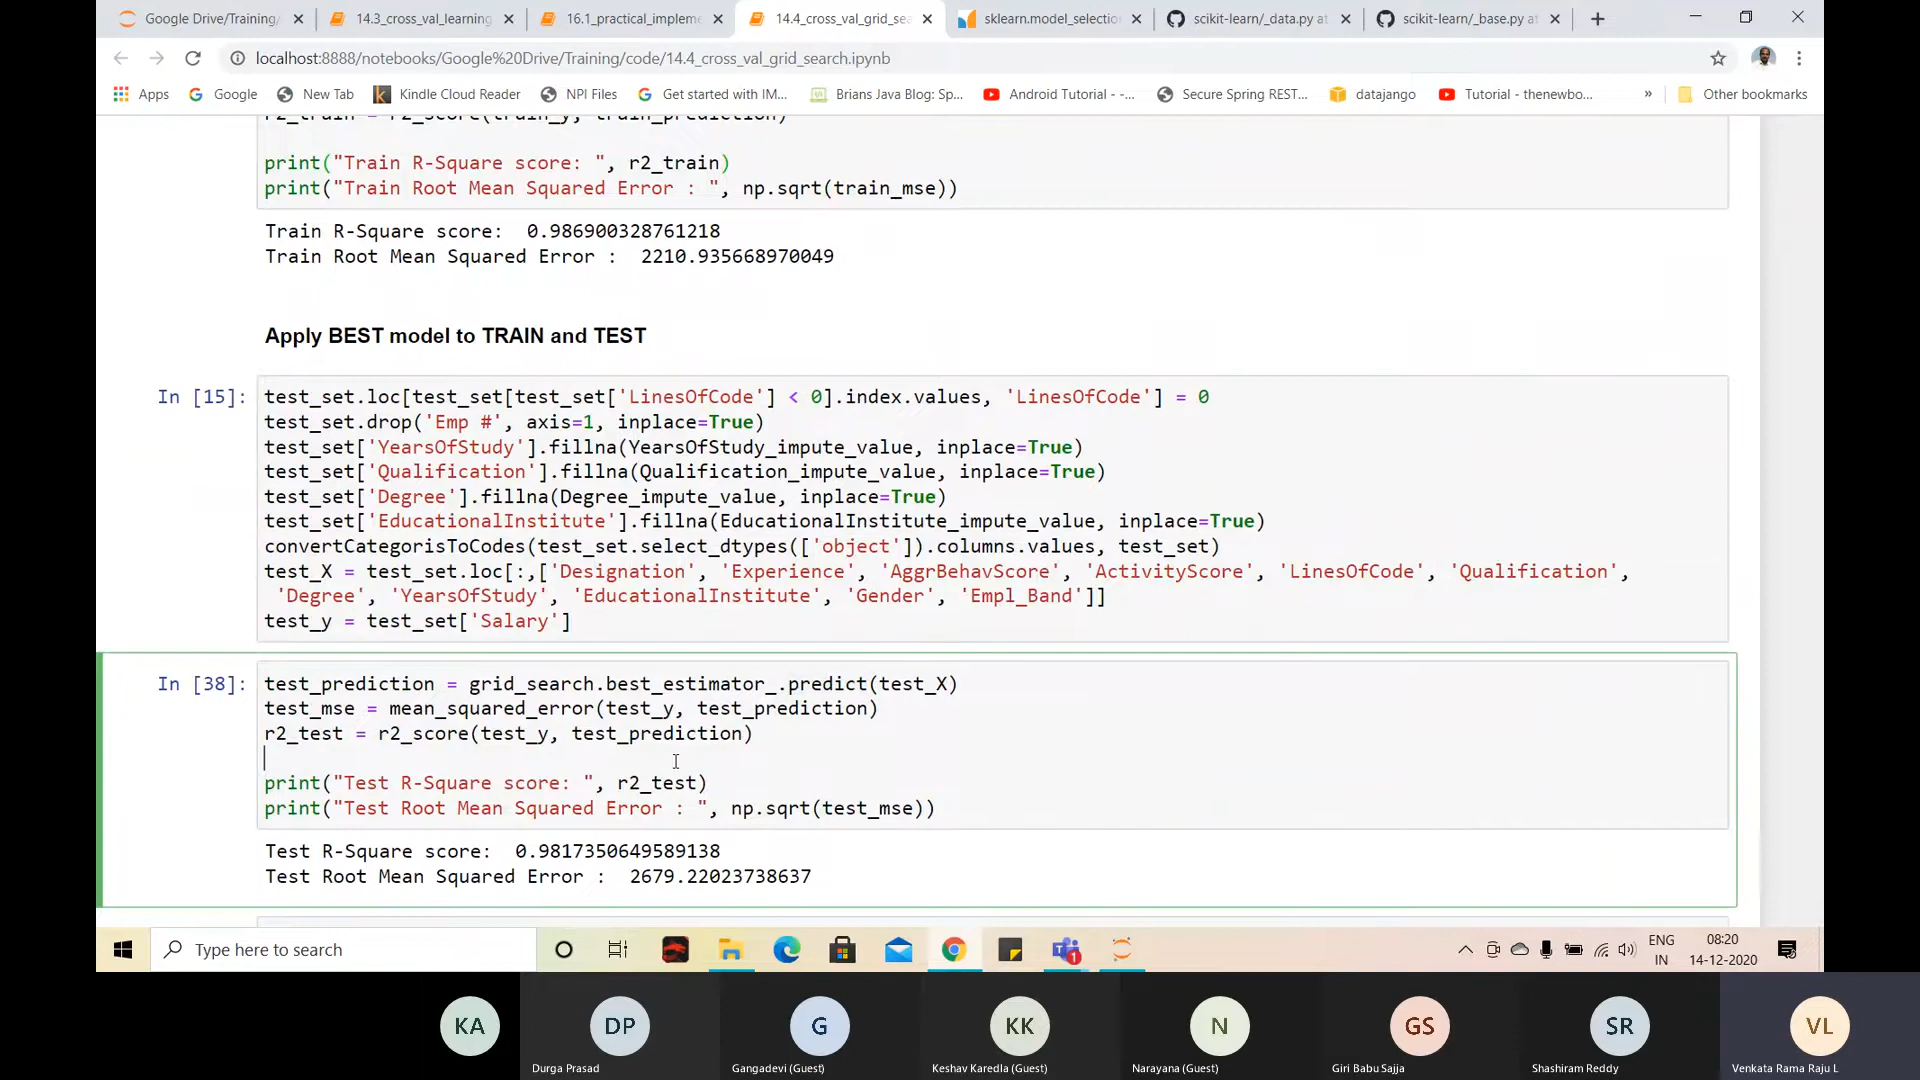 Google Drive/Training/
14.3_cross_val_learning
16.1_practical_impleme
14.4_cross_val_grid_sea
sklearn.model_selectio
scikit-learn/_data.py at
scikit-learn/_base.py at
localhost:8888/notebooks/Google%20Drive/Training/code/14.4_cross_val_grid_search.ipynb
Apps
Google
New Tab
Kindle Cloud Reader
NPI Files
Get started with IM...
Brians Java Blog: Sp...
Android Tutorial - -...
Secure Spring REST...
datajango
Tutorial - thenewbo...
»
Other bookmarks
r2_train = r2_score(train_y, train_prediction)
print("Train R-Square score: ", r2_train)
print("Train Root Mean Squared Error : ", np.sqrt(train_mse))
Train R-Square score:  0.986900328761218
Train Root Mean Squared Error :  2210.935668970049
Apply BEST model to TRAIN and TEST
In [15]:
test_set.loc[test_set[test_set['LinesOfCode'] < 0].index.values, 'LinesOfCode'] = 0
test_set.drop('Emp #', axis=1, inplace=True)
test_set['YearsOfStudy'].fillna(YearsOfStudy_impute_value, inplace=True)
test_set['Qualification'].fillna(Qualification_impute_value, inplace=True)
test_set['Degree'].fillna(Degree_impute_value, inplace=True)
test_set['EducationalInstitute'].fillna(EducationalInstitute_impute_value, inplace=True)
convertCategorisToCodes(test_set.select_dtypes(['object']).columns.values, test_set)
test_X = test_set.loc[:,['Designation', 'Experience', 'AggrBehavScore', 'ActivityScore', 'LinesOfCode', 'Qualification',
'Degree', 'YearsOfStudy', 'EducationalInstitute', 'Gender', 'Empl_Band']]
test_y = test_set['Salary']
In [38]:
test_prediction = grid_search.best_estimator_.predict(test_X)
test_mse = mean_squared_error(test_y, test_prediction)
r2_test = r2_score(test_y, test_prediction)
print("Test R-Square score: ", r2_test)
print("Test Root Mean Squared Error : ", np.sqrt(test_mse))
Test R-Square score:  0.9817350649589138
Test Root Mean Squared Error :  2679.22023738637
Type here to search
1
ENG
IN
08:20
14-12-2020
KA
DP
G
KK
N
GS
SR
VL
Durga Prasad
Gangadevi (Guest)
Keshav Karedla (Guest)
Narayana (Guest)
Giri Babu Sajja
Shashiram Reddy
Venkata Rama Raju L